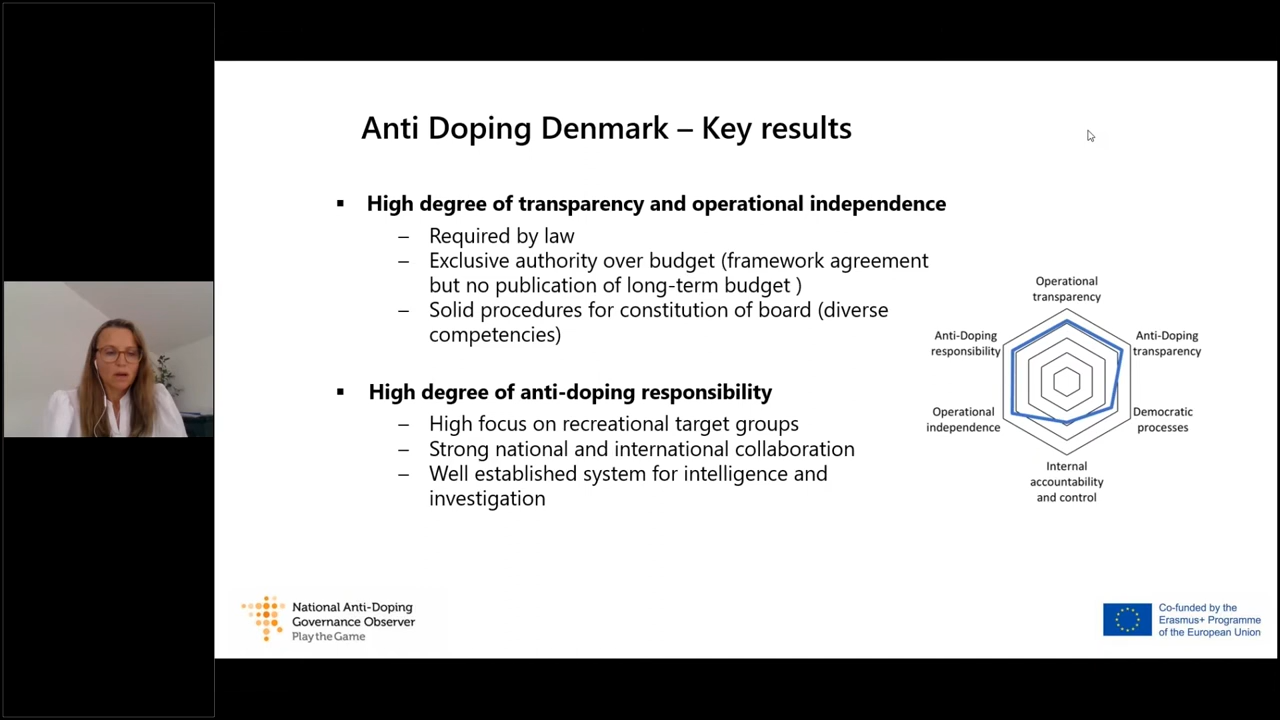 Anti Doping Denmark – Key results
▪ High degree of transparency and operational independence
– Required by law
– Exclusive authority over budget (framework agreement
but no publication of long-term budget )
– Solid procedures for constitution of board (diverse
competencies)
▪ High degree of anti-doping responsibility
– High focus on recreational target groups
– Strong national and international collaboration
– Well established system for intelligence and
investigation
Operational
transparency
Anti-Doping
transparency
Democratic
processes
Internal
accountability
and control
Operational
independence
Anti-Doping
responsibility
National Anti-Doping
Governance Observer
Play the Game
Co-funded by the
Erasmus+ Programme
of the European Union